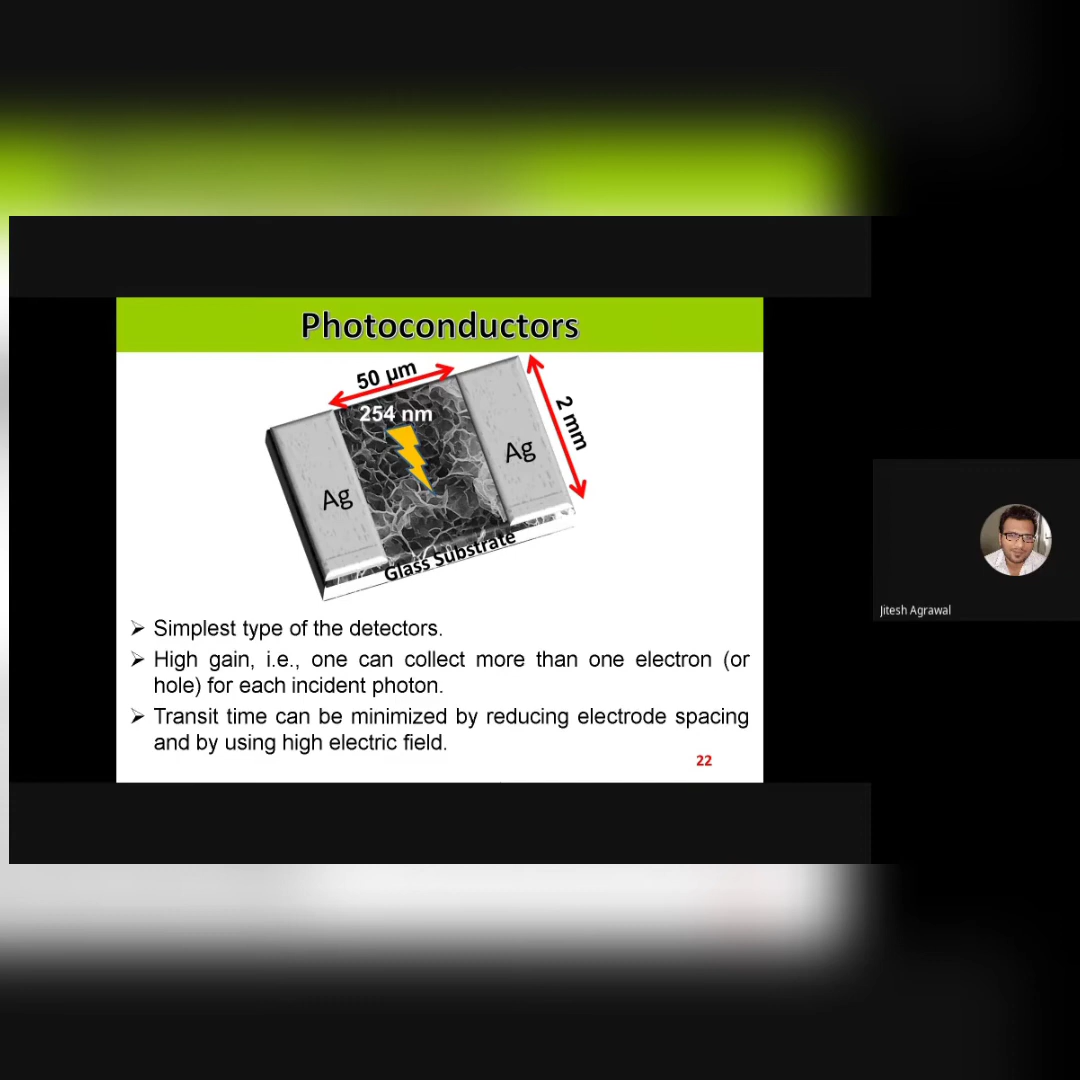 Photoconductors
50 µm
254 nm
2 mm
Ag
Ag
Glass Substrate
➢ Simplest type of the detectors.
➢ High gain, i.e., one can collect more than one electron (or
hole) for each incident photon.
➢ Transit time can be minimized by reducing electrode spacing
and by using high electric field.
22
Jitesh Agrawal